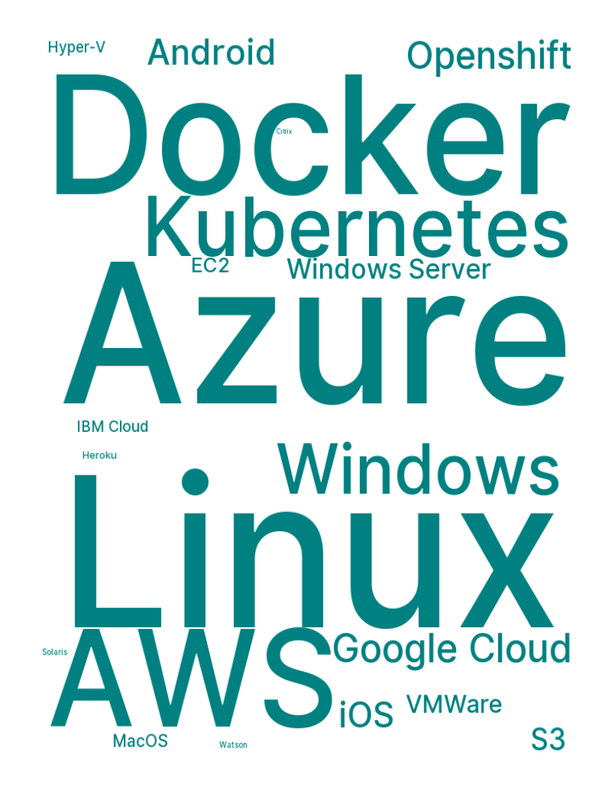 Hyper-V
Android
Openshift
Docker
Citrix
Kubernetes
EC2
Windows Server
Azure
IBM Cloud
Heroku
Windows
Linux
Solaris
AWS
Google Cloud
iOS
VMWare
MacOS
Watson
S3